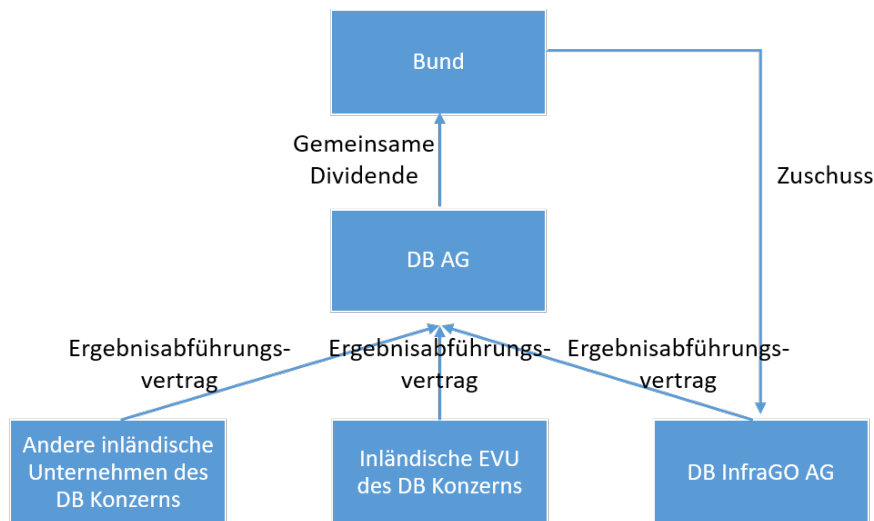 Bund
Gemeinsame
Dividende
Zuschuss
DB AG
Ergebnisabführungs-
vertrag
Ergebnisabführungs-
vertrag
Ergebnisabführungs-
vertrag
Andere inländische
Unternehmen des
DB Konzerns
Inländische EVU
des DB Konzerns
DB InfraGO AG